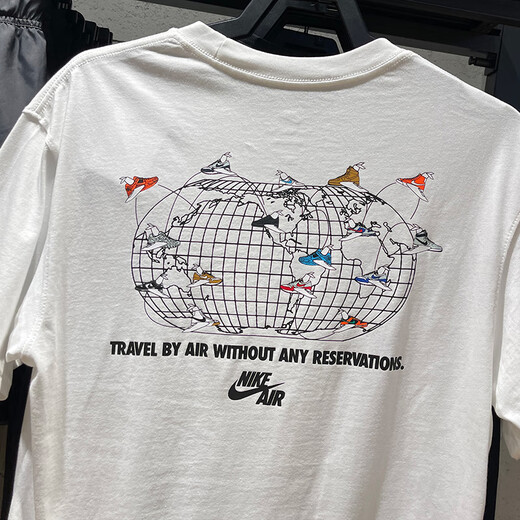 TRAVEL BY AIR WITHOUT ANY RESERVATIONS.
NIKE
AIR